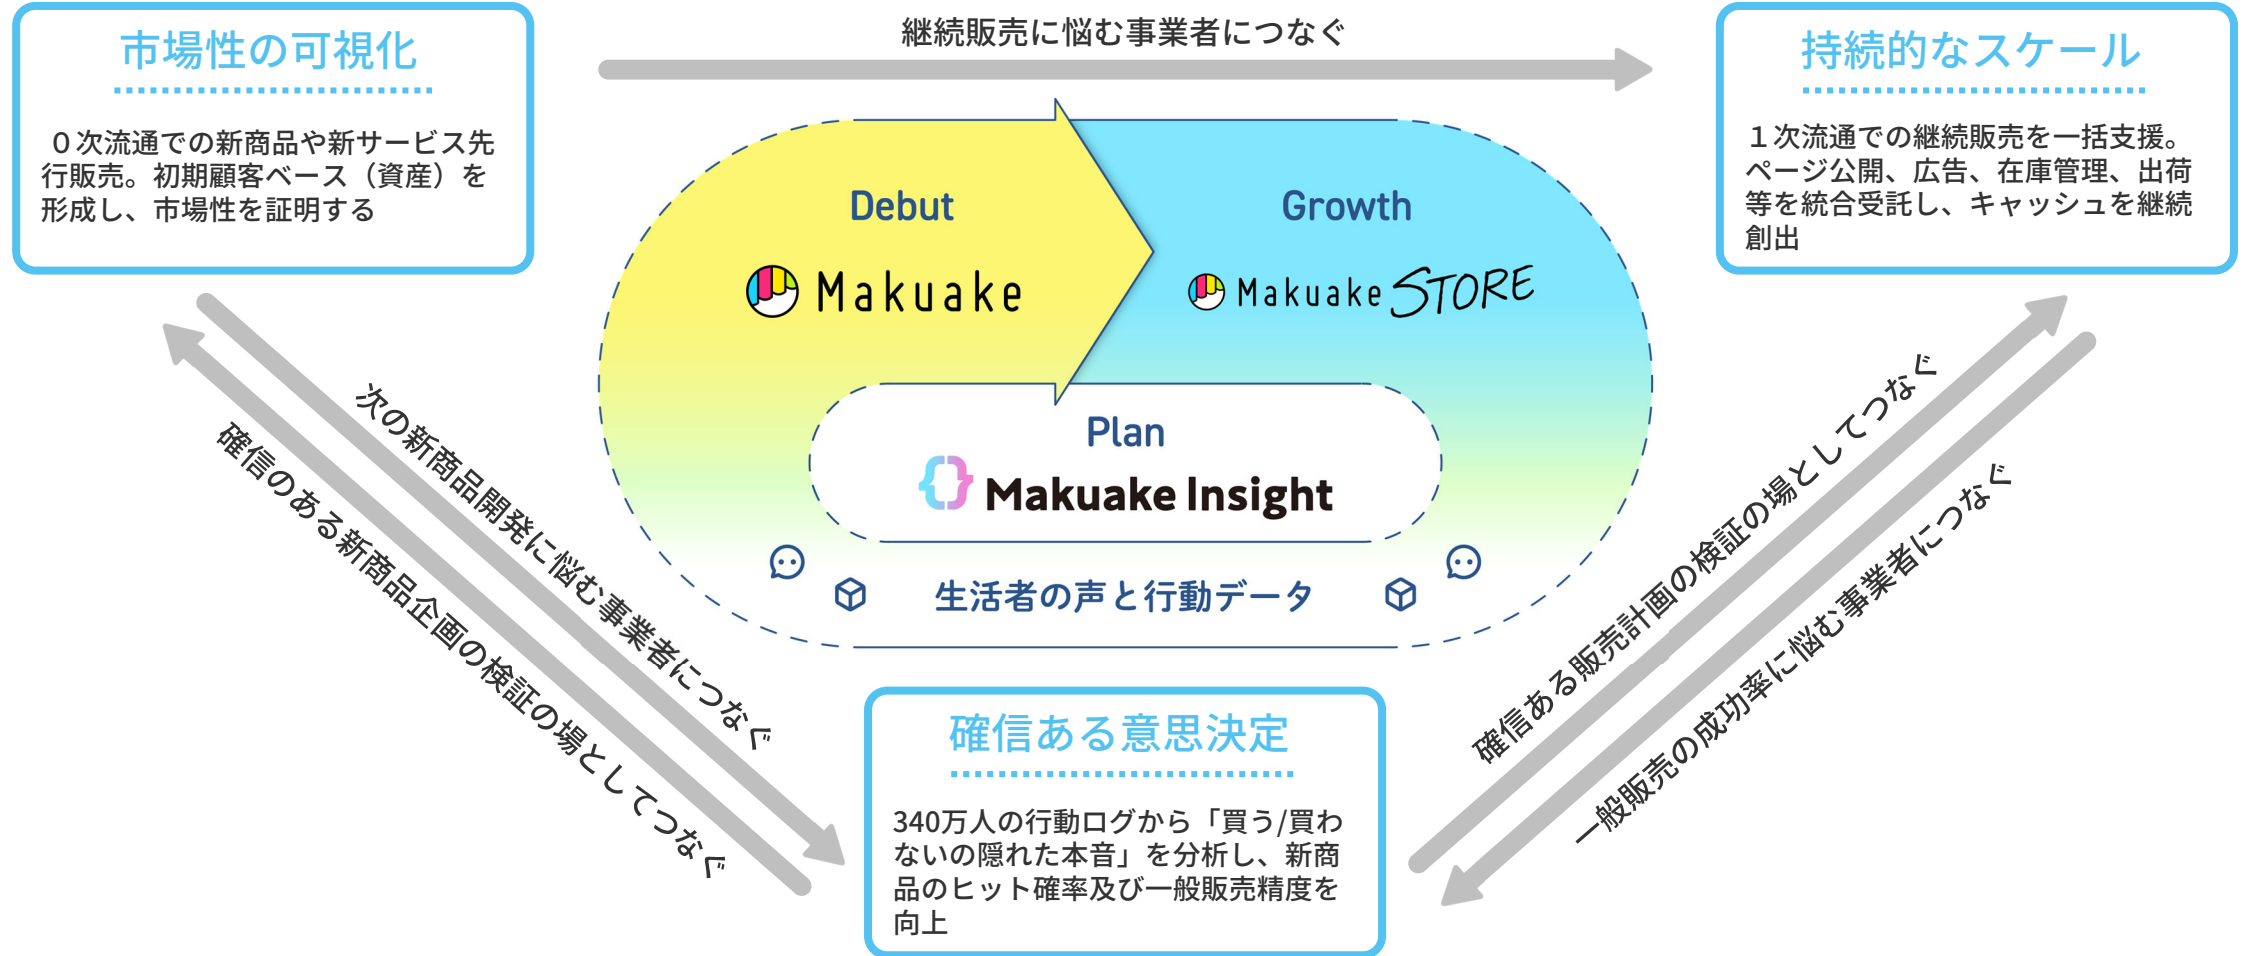 市場性の可視化
０次流通での新商品や新サービス先
行販売。初期顧客ベース（資産）を
形成し、市場性を証明する
継続販売に悩む事業者につなぐ
持続的なスケール
１次流通での継続販売を一括支援。
ページ公開、広告、在庫管理、出荷
等を統合受託し、キャッシュを継続
創出
Debut
Makuake
Growth
Makuake STORE
Plan
Makuake Insight
生活者の声と行動データ
次の新商品開発に悩む事業者につなぐ
確信のある新商品企画の検証の場としてつなぐ
確信ある販売計画の検証の場としてつなぐ
一般販売の成功率に悩む事業者につなぐ
確信ある意思決定
340万人の行動ログから「買う/買わ
ないの隠れた本音」を分析し、新商
品のヒット確率及び一般販売精度を
向上